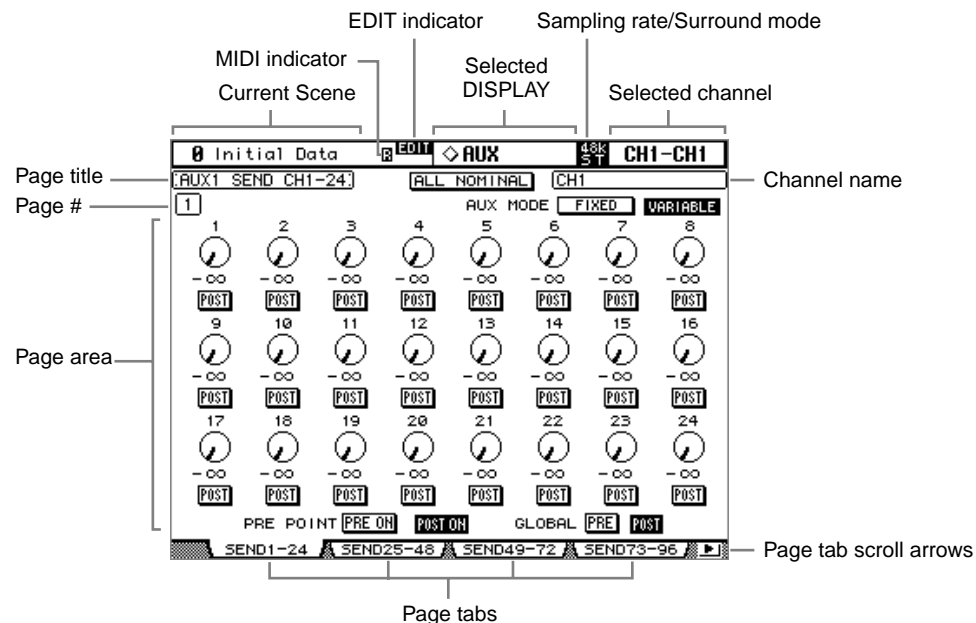 EDIT indicator
Sampling rate/Surround mode
MIDI indicator
Selected
DISPLAY
Current Scene
Selected channel
0 Initial Data
R
EDIT
◇AUX
48K
ST
CH1-CH1
Page title
AUX1 SEND CH1-24
ALL NOMINAL
CH1
Channel name
Page #
1
AUX MODE FIXED VARIABLE
1 2 3 4 5 6 7 8
-∞ -∞ -∞ -∞ -∞ -∞ -∞ -∞
POST POST POST POST POST POST POST POST
9 10 11 12 13 14 15 16
Page area
-∞ -∞ -∞ -∞ -∞ -∞ -∞ -∞
POST POST POST POST POST POST POST POST
17 18 19 20 21 22 23 24
-∞ -∞ -∞ -∞ -∞ -∞ -∞ -∞
POST POST POST POST POST POST POST POST
PRE POINT PRE ON POST ON GLOBAL PRE POST
SEND1-24 SEND25-48 SEND49-72 SEND73-96
Page tab scroll arrows
Page tabs